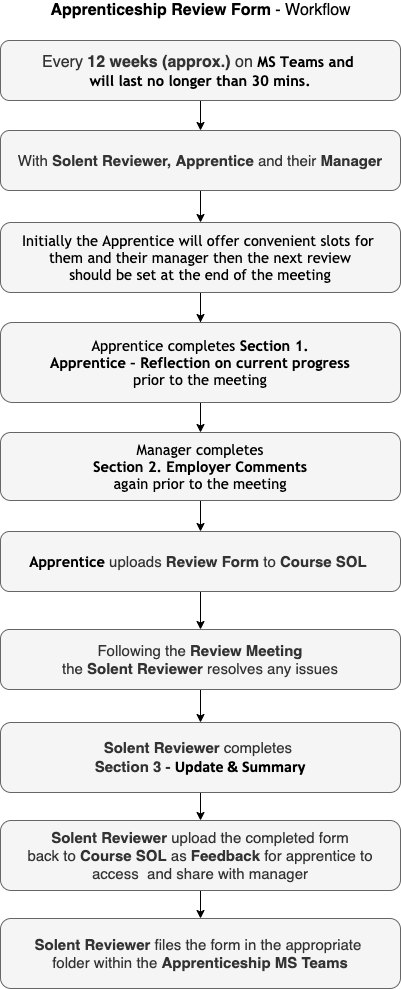 Apprenticeship Review Form - Workflow
Every 12 weeks (approx.) on MS Teams and
will last no longer than 30 mins.
With Solent Reviewer, Apprentice and their Manager
Initially the Apprentice will offer convenient slots for
them and their manager then the next review
should be set at the end of the meeting
Apprentice completes Section 1.
Apprentice – Reflection on current progress
prior to the meeting
Manager completes
Section 2. Employer Comments
again prior to the meeting
Apprentice uploads Review Form to Course SOL
Following the Review Meeting
the Solent Reviewer resolves any issues
Solent Reviewer completes
Section 3 - Update & Summary
Solent Reviewer upload the completed form
back to Course SOL as Feedback for apprentice to
access  and share with manager
Solent Reviewer files the form in the appropriate
folder within the Apprenticeship MS Teams